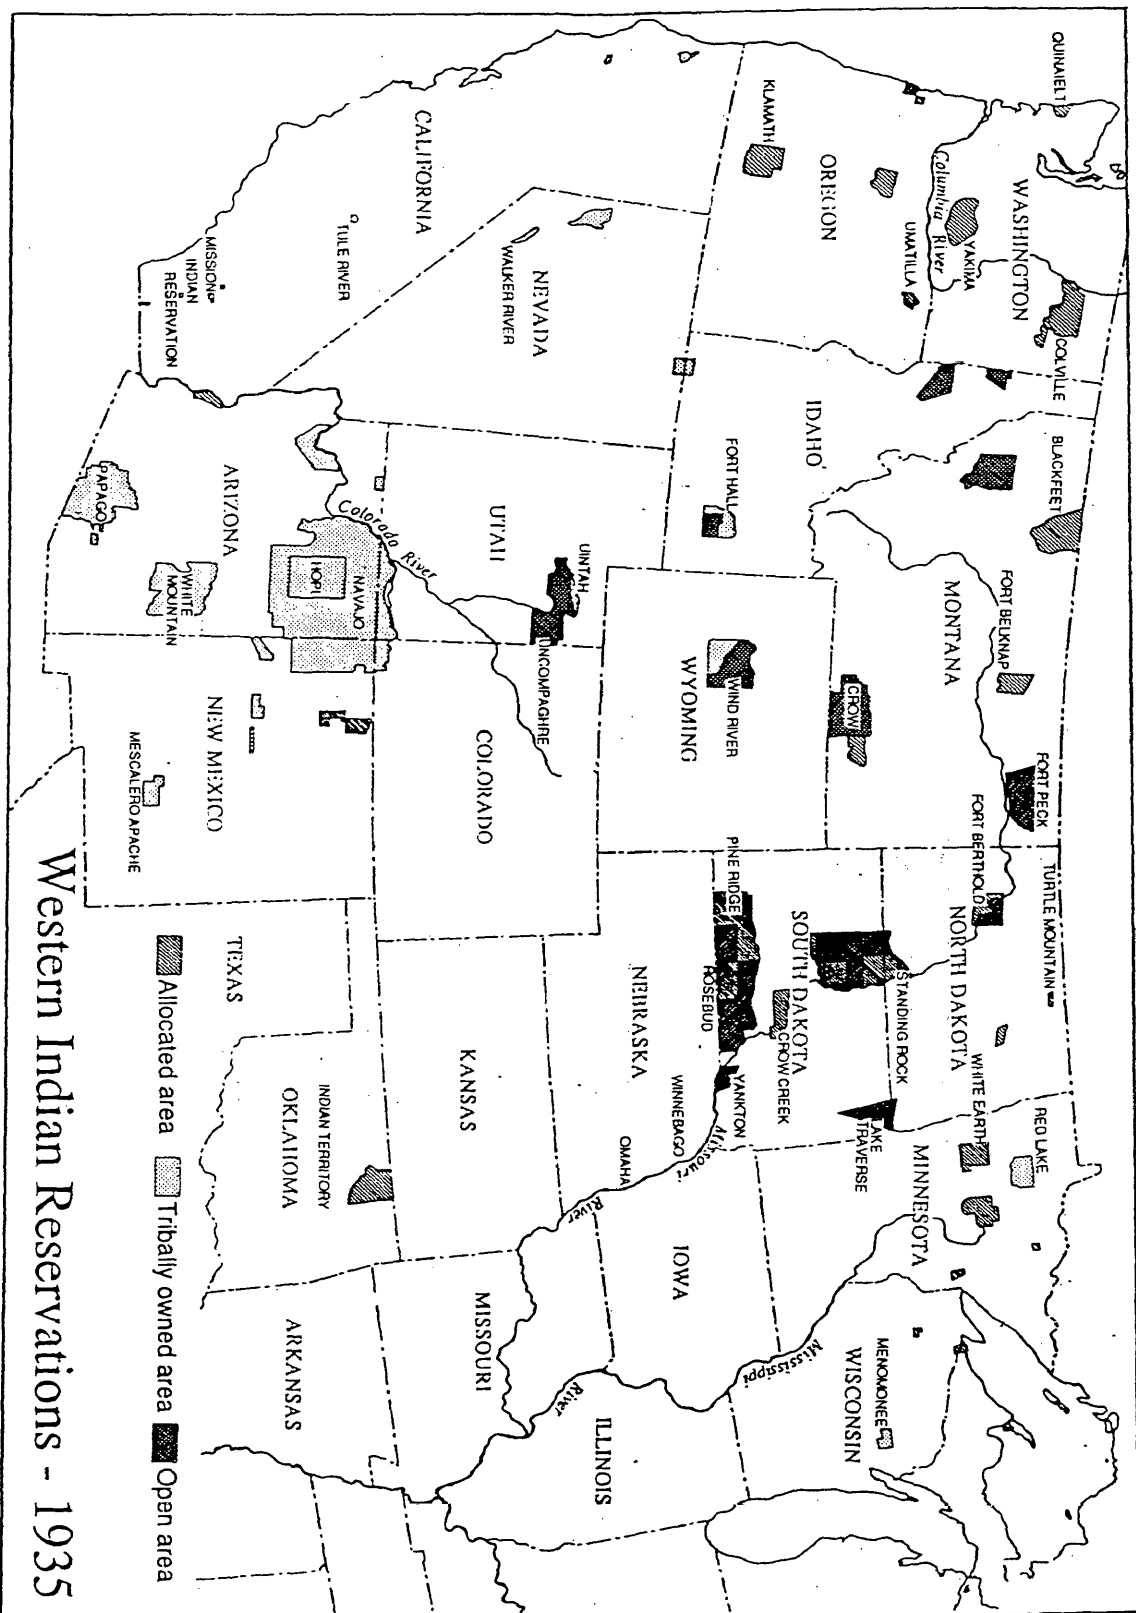 QUINAIELT
WASHINGTON
YAKIMA
COLVILLE
Columbia River
UMATILLA
OREGON
KLAMATH
IDAHO
FORT HALL
BLACKFEET
MONTANA
FORT BELKNAP
FORT PECK
CROW
WYOMING
WIND RIVER
TURTLE MOUNTAIN
FORT BERTHOLD
NORTH DAKOTA
STANDING ROCK
SOUTH DAKOTA
PINE RIDGE
ROSEBUD
CROW CREEK
YANKTON
LAKE
TRAVERSE
WHITE EARTH
RED LAKE
MINNESOTA
MENOMONEE
WISCONSIN
CALIFORNIA
TULE RIVER
MISSION
INDIAN
RESERVATION
NEVADA
WALKER RIVER
UTAH
UINTAH
UNCOMPAGHRE
Colorado River
COLORADO
NEBRASKA
WINNEBAGO
OMAHA
Missouri
River
IOWA
Mississippi
River
ILLINOIS
ARIZONA
PAPAGO
WHITE
MOUNTAIN
HOPI
NAVAJO
NEW MEXICO
MESCALERO APACHE
KANSAS
MISSOURI
TEXAS
INDIAN TERRITORY
OKLAHOMA
ARKANSAS
Allocated area
Tribally owned area
Open area
Western Indian Reservations - 1935